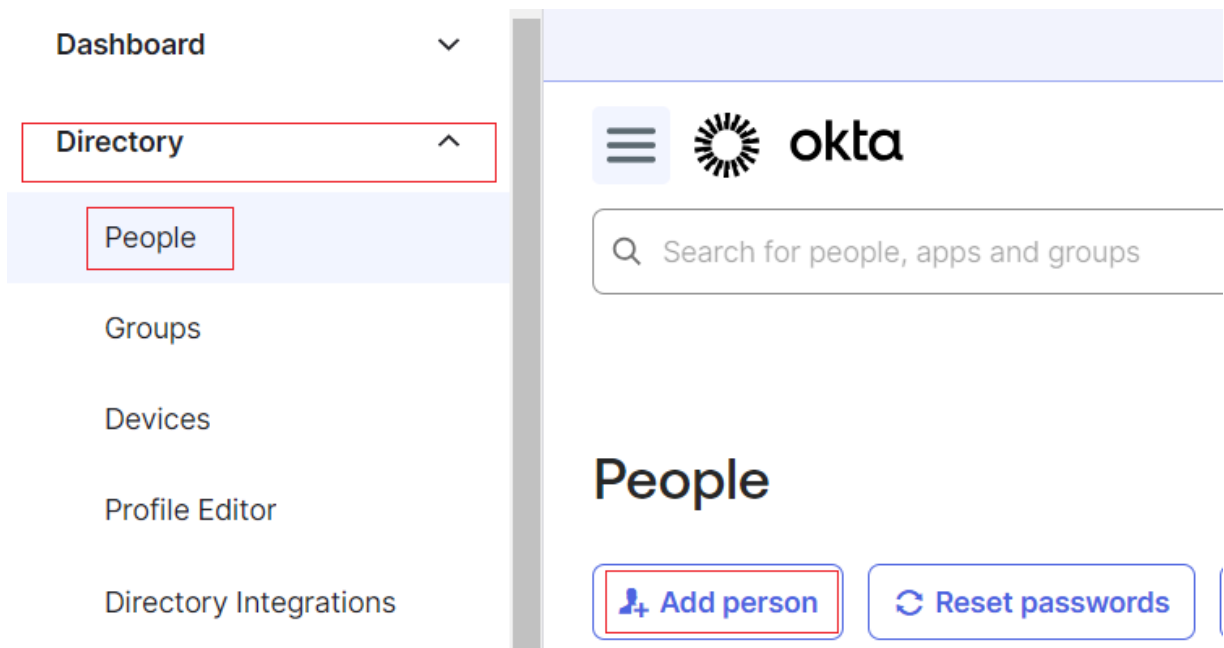 Dashboard
Directory
People
Groups
Devices
Profile Editor
Directory Integrations
okta
Search for people, apps and groups
People
Add person
Reset passwords